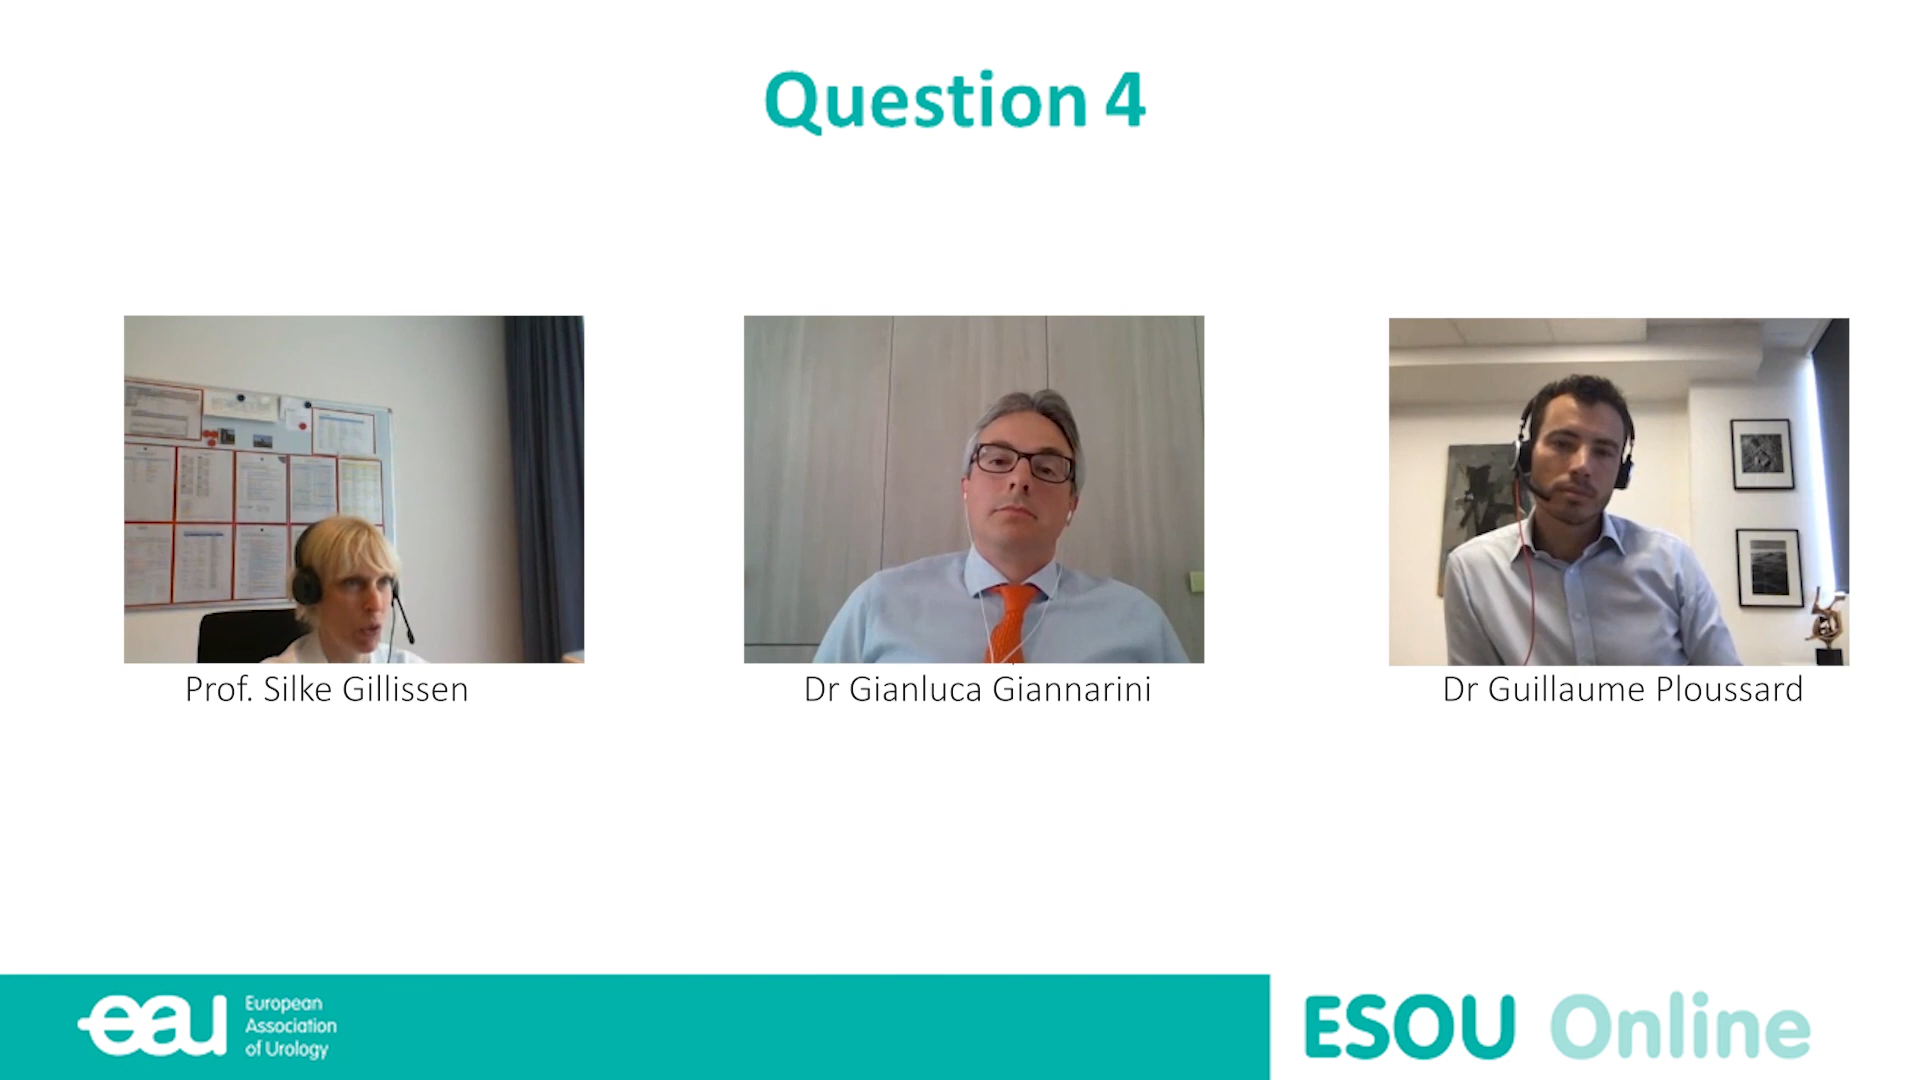 Question 4
Prof. Silke Gillissen
Dr Gianluca Giannarini
Dr Guillaume Ploussard
eau
European
Association
of Urology
ESOU Online